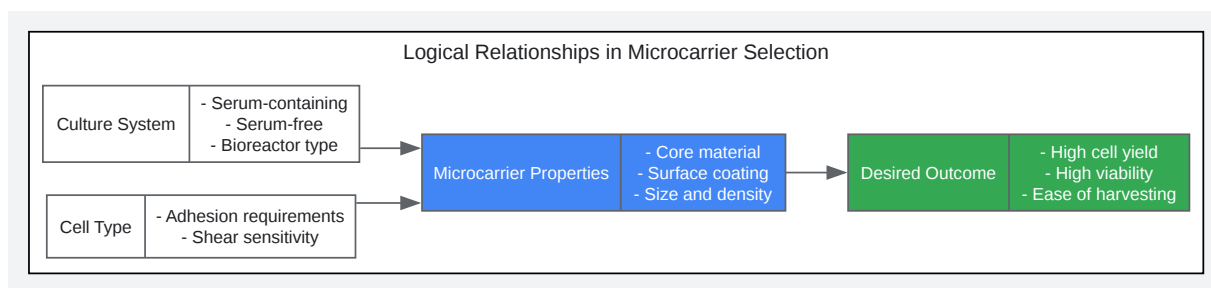 Logical Relationships in Microcarrier Selection
Culture System
- Serum-containing
- Serum-free
- Bioreactor type
Cell Type
- Adhesion requirements
- Shear sensitivity
Microcarrier Properties
- Core material
- Surface coating
- Size and density
Desired Outcome
- High cell yield
- High viability
- Ease of harvesting